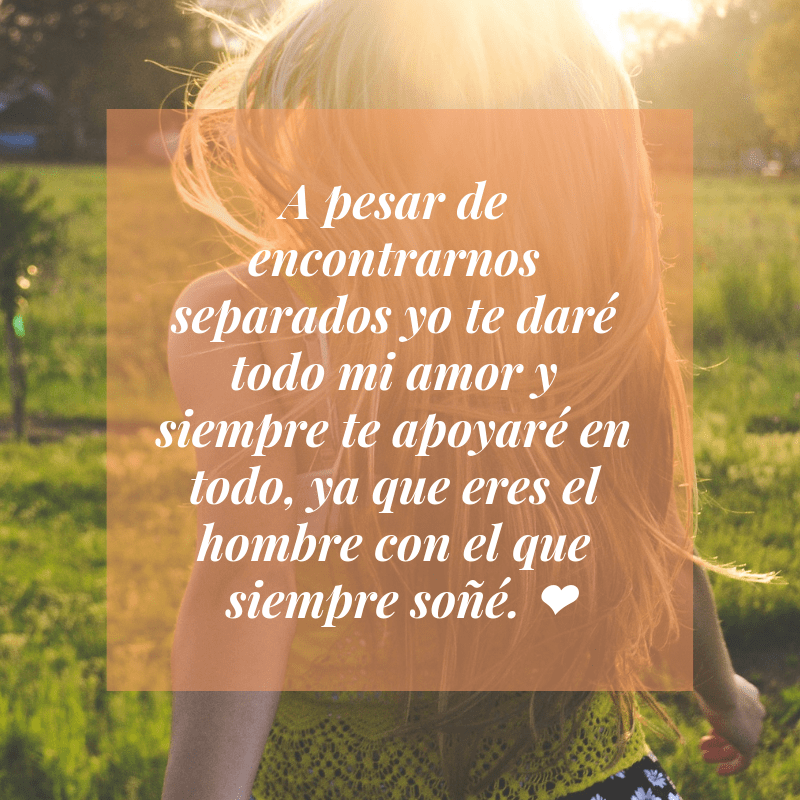 A pesar de
encontrarnos
separados yo te daré
todo mi amor y
siempre te apoyaré en
todo, ya que eres el
hombre con el que
siempre soñé. ❤